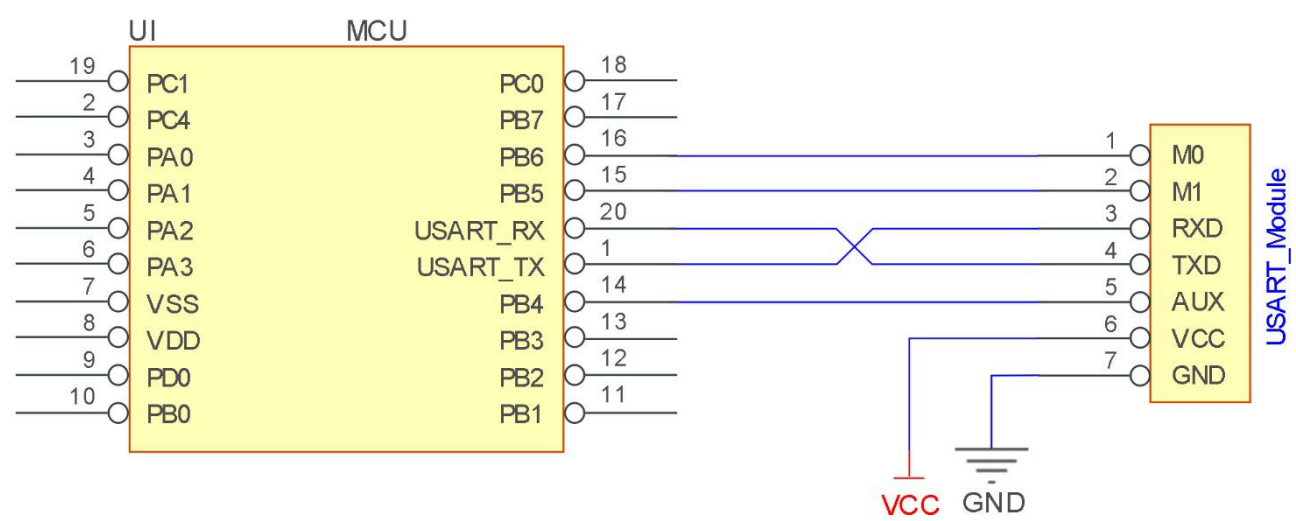 UI MCU
19 PC1 PC0 18
2 PC4 PB7 17
3 PA0 PB6 16
4 PA1 PB5 15
5 PA2 USART_RX 20
6 PA3 USART_TX 1
7 VSS PB4 14
8 VDD PB3 13
9 PD0 PB2 12
10 PB0 PB1 11
1 M0
2 M1
3 RXD
4 TXD
5 AUX
6 VCC
7 GND
USART_Module
VCC GND